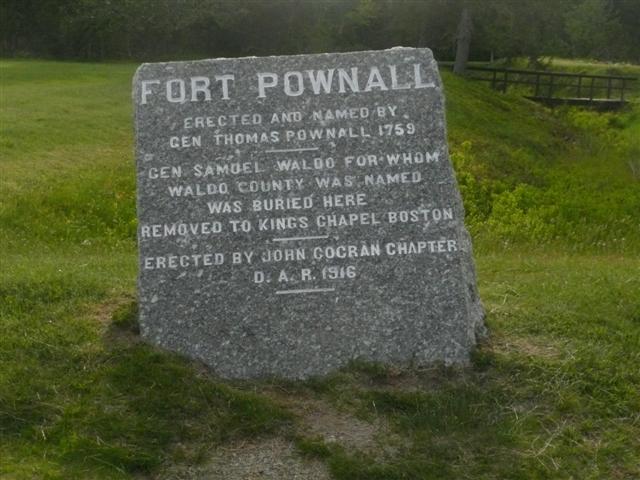 FORT POWNALL
ERECTED AND NAMED BY
GEN THOMAS POWNALL 1759
GEN. SAMUEL WALDO FOR WHOM
WALDO COUNTY WAS NAMED
WAS BURIED HERE
REMOVED TO KINGS CHAPEL BOSTON
ERECTED BY JOHN COCRAN CHAPTER
D. A. R. 1916